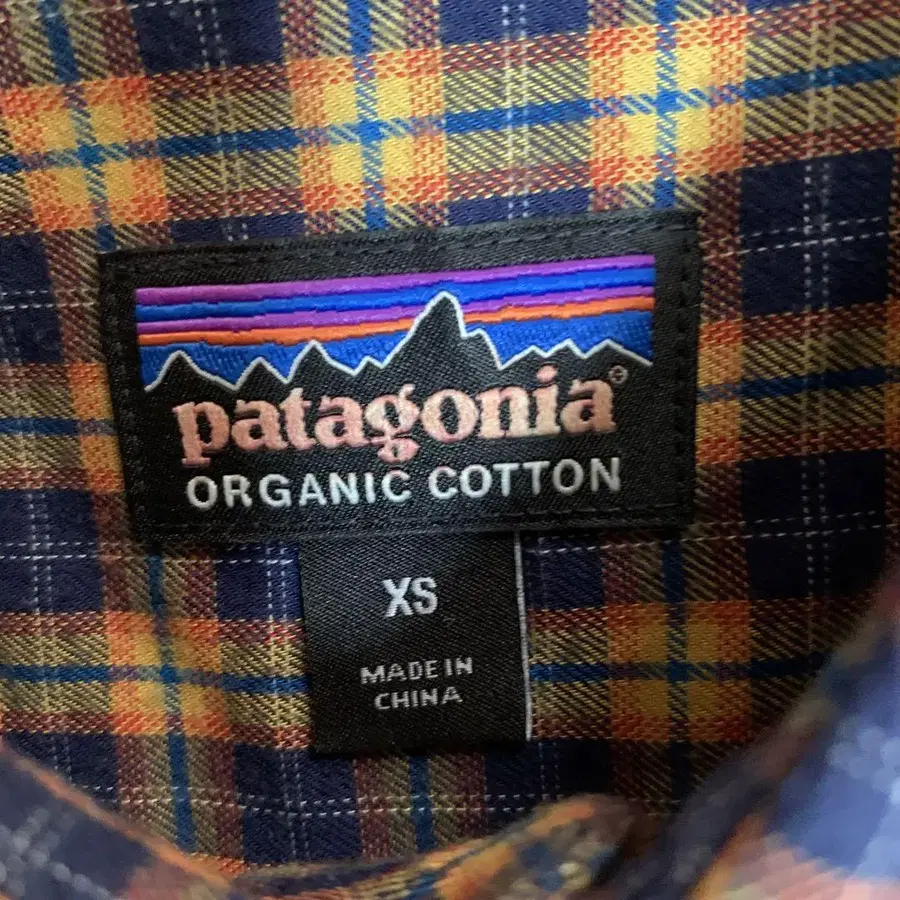 patagonia®
ORGANIC COTTON
XS
MADE IN
CHINA